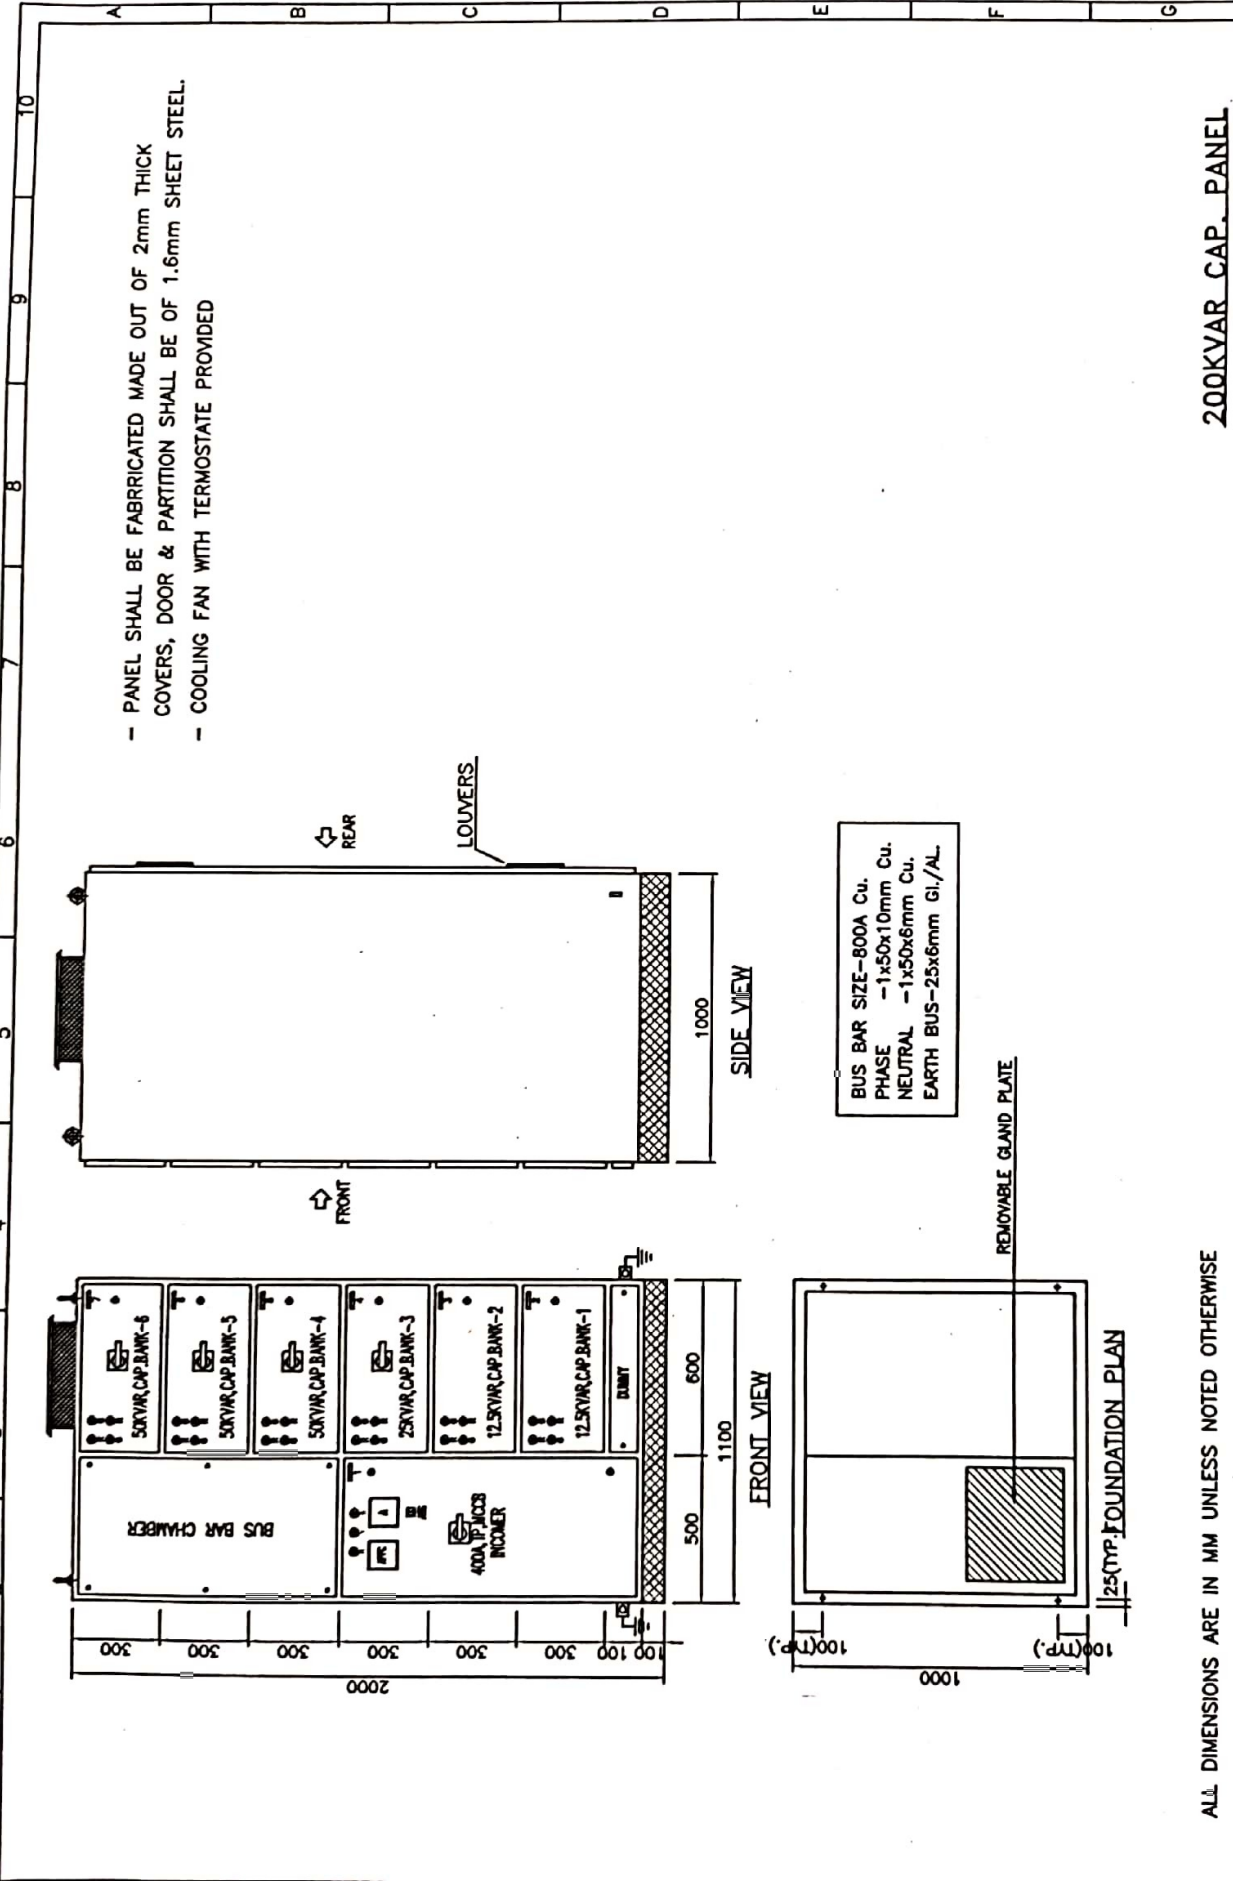 10
9
8
7
6
5
A
B
C
D
E
F
G
- PANEL SHALL BE FABRRICATED MADE OUT OF 2mm THICK
COVERS, DOOR & PARTITION SHALL BE OF 1.6mm SHEET STEEL.
- COOLING FAN WITH TERMOSTATE PROVIDED
BUS BAR CHAMBER
400A,TP,MCCB
INCOMER
APFC
A
50KVAR,CAP.BANK-6
50KVAR,CAP.BANK-5
50KVAR,CAP.BANK-4
25KVAR,CAP.BANK-3
12.5KVAR,CAP.BANK-2
12.5KVAR,CAP.BANK-1
DUMMY
300
300
300
300
300
300
100
100
2000
500
600
1100
FRONT VIEW
FRONT
REAR
LOUVERS
1000
SIDE VIEW
BUS BAR SIZE-800A Cu.
PHASE -1x50x10mm Cu.
NEUTRAL -1x50x6mm Cu.
EARTH BUS-25x6mm GI./AL.
REMOVABLE GLAND PLATE
100(TYP.)
100(TYP.)
1000
25(TYP.)
FOUNDATION PLAN
ALL DIMENSIONS ARE IN MM UNLESS NOTED OTHERWISE
200KVAR CAP. PANEL